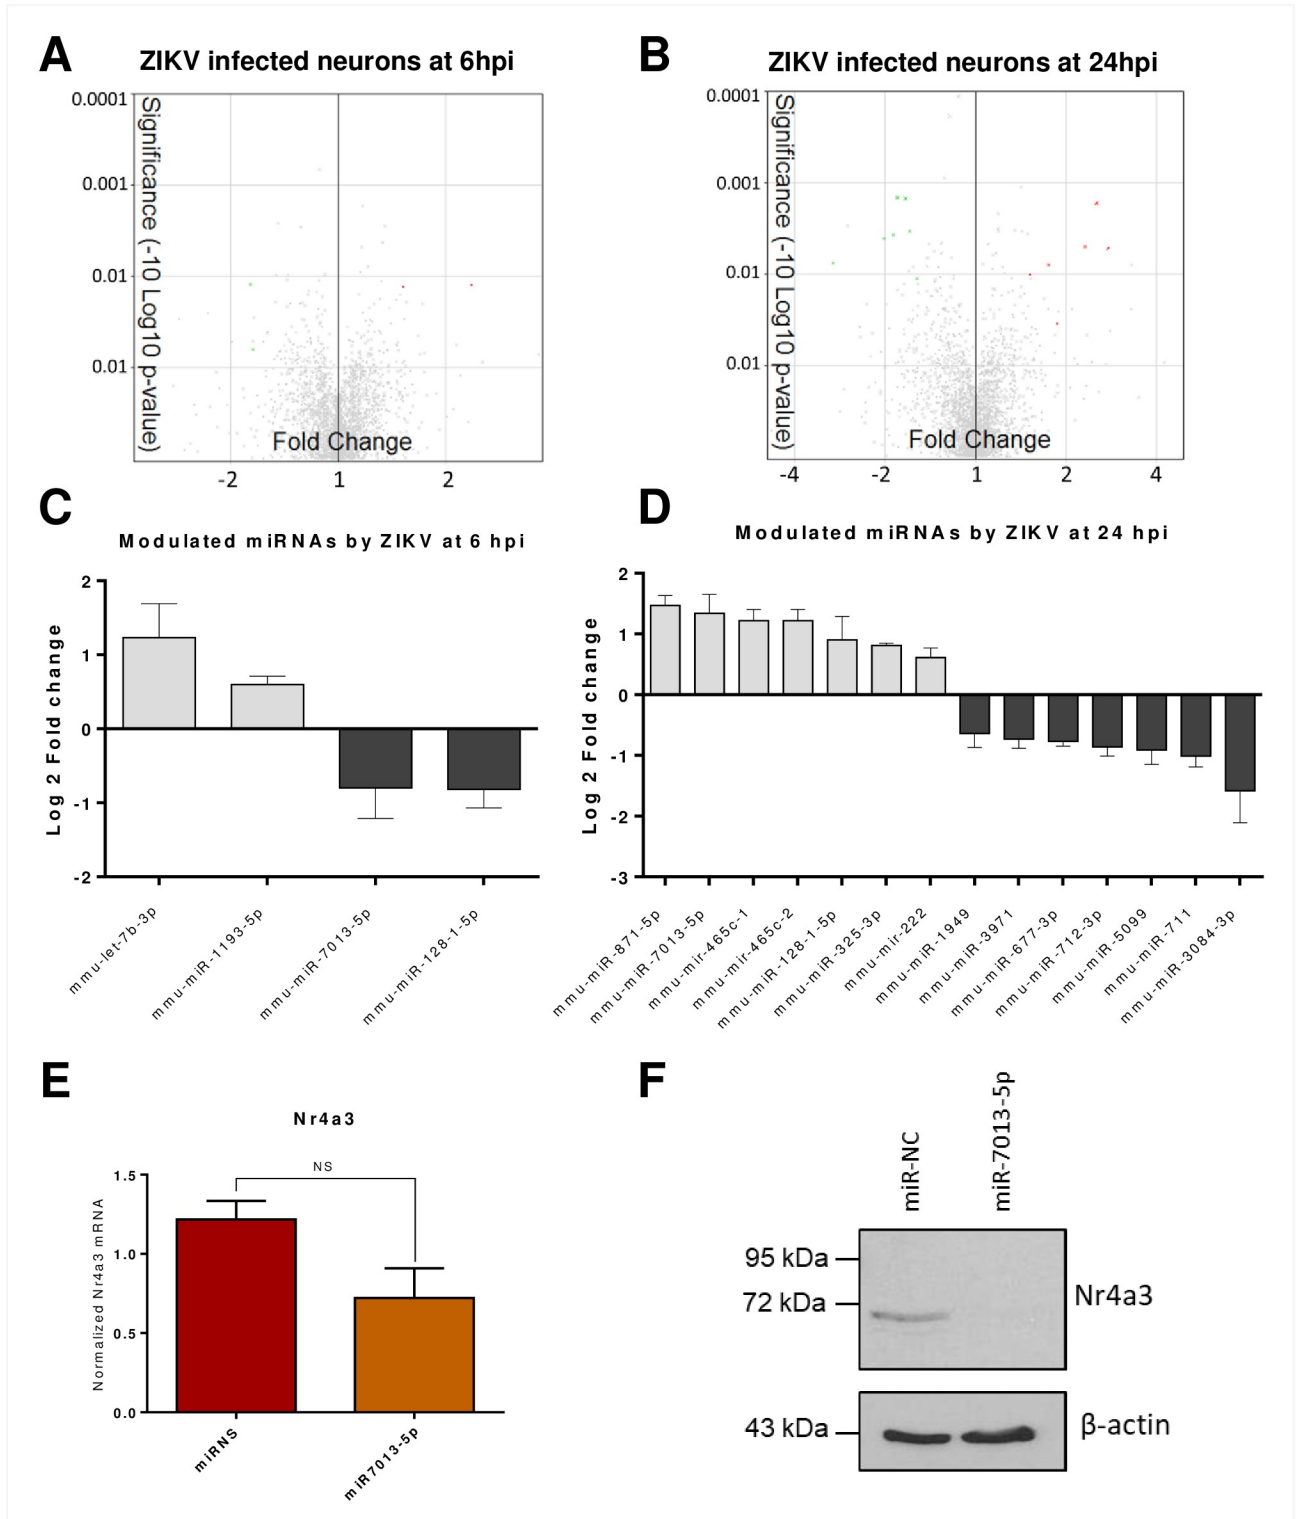 A
ZIKV infected neurons at 6hpi
0.0001
0.001
0.01
0.01
Significance (-10 Log10 p-value)
Fold Change
-2
1
2
B
ZIKV infected neurons at 24hpi
0.0001
0.001
0.01
0.01
Significance (-10 Log10 p-value)
Fold Change
-4
-2
1
2
4
C
Modulated miRNAs by ZIKV at 6 hpi
Log 2 Fold change
2
1
0
-1
-2
mmu-let-7b-3p
mmu-miR-1193-5p
mmu-miR-7013-5p
mmu-miR-128-1-5p
D
Modulated miRNAs by ZIKV at 24 hpi
Log 2 Fold change
2
1
0
-1
-2
-3
mmu-miR-871-5p
mmu-miR-7013-5p
mmu-mir-465c-1
mmu-mir-465c-2
mmu-miR-128-1-5p
mmu-miR-325-3p
mmu-mir-222
mmu-miR-1949
mmu-miR-3971
mmu-miR-677-3p
mmu-miR-712-3p
mmu-miR-5099
mmu-miR-711
mmu-miR-3084-3p
E
Nr4a3
Normalized Nr4a3 mRNA
1.5
1.0
0.5
0.0
NS
miRNS
miR7013-5p
F
miR-NC
miR-7013-5p
95 kDa
72 kDa
Nr4a3
43 kDa
β-actin